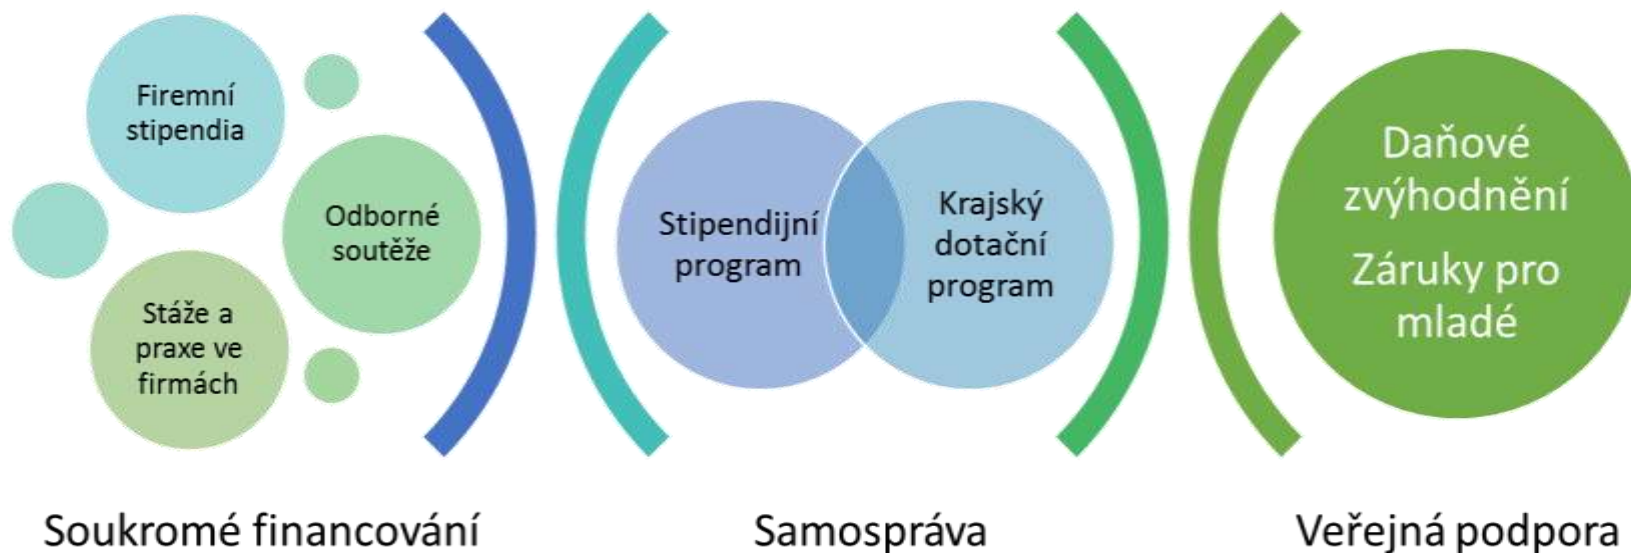 Firemní
stipendia
Odborné
soutěže
Stáže a
praxe ve
firmách
Soukromé financování
Stipendijní
program
Krajský
dotační
program
Samospráva
Daňové
zvýhodnění
Záruky pro
mladé
Veřejná podpora